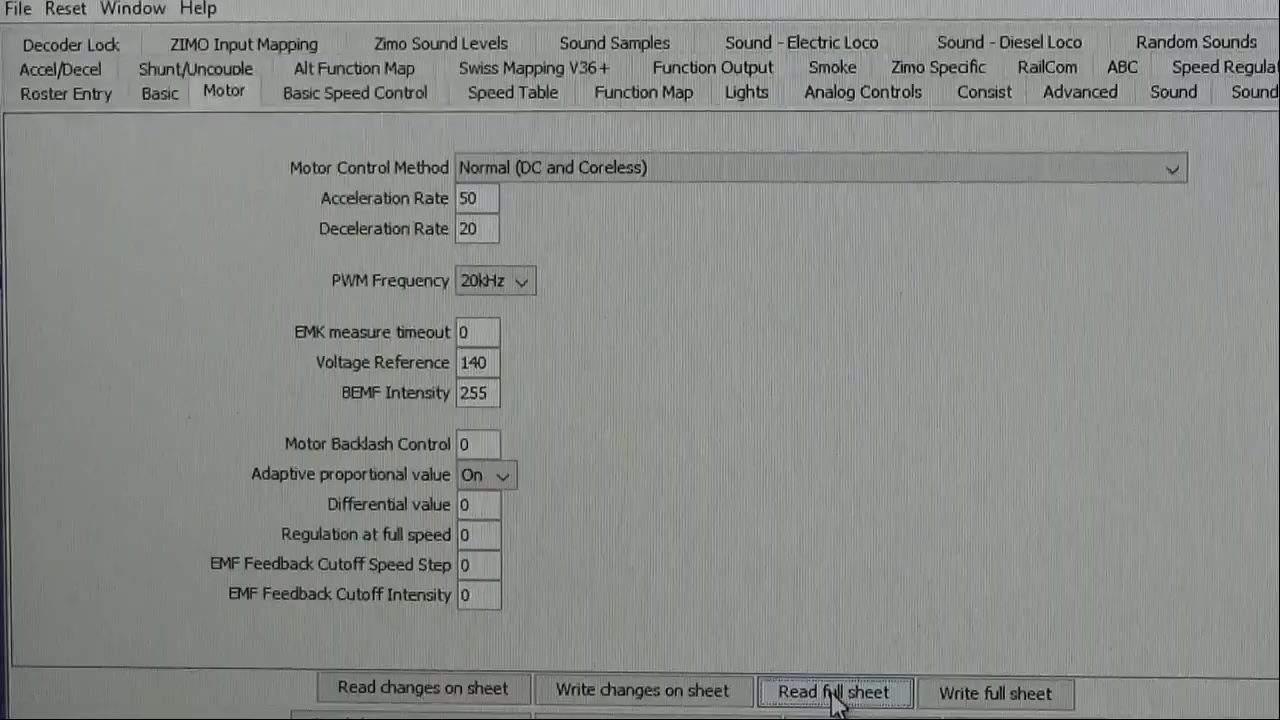 File Reset Window Help
Decoder Lock ZIMO Input Mapping Zimo Sound Levels Sound Samples Sound - Electric Loco Sound - Diesel Loco Random Sounds
Accel/Decel Shunt/Uncouple Alt Function Map Swiss Mapping V36+ Function Output Smoke Zimo Specific RailCom ABC Speed Regulat
Roster Entry Basic Motor Basic Speed Control Speed Table Function Map Lights Analog Controls Consist Advanced Sound Sound
Motor Control Method Normal (DC and Coreless)
Acceleration Rate 50
Deceleration Rate 20
PWM Frequency 20kHz
EMK measure timeout 0
Voltage Reference 140
BEMF Intensity 255
Motor Backlash Control 0
Adaptive proportional value On
Differential value 0
Regulation at full speed 0
EMF Feedback Cutoff Speed Step 0
EMF Feedback Cutoff Intensity 0
Read changes on sheet Write changes on sheet Read full sheet Write full sheet